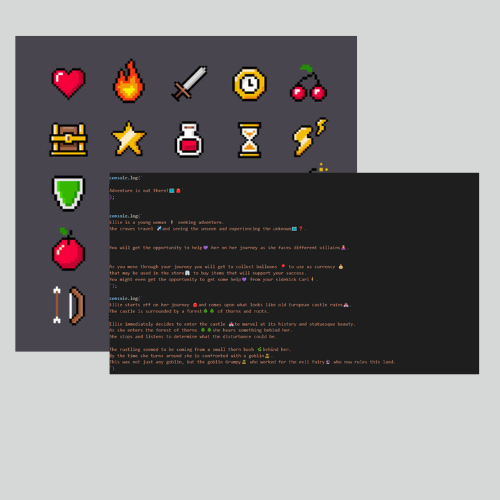 console.log(`
Adventure is out there!
`);
console.log(`
Ellie is a young woman seeking adventure.
She craves travel and seeing the unseen and experiencing the unknown ❓.
You will get the opportunity to help💜 her on her journey as she faces different villains.
As you move through your journey you will get to collect balloons 🎈 to use as currency 💰
that may be used in the store to buy items that will support your success.
You might even get the opportunity to get some help💜 from your sidekick Carl.
`);
console.log(`
Ellie starts off on her journey and comes upon what looks like old European castle ruins🏰.
The castle is surrounded by a forest🌲🌲 of thorns and roots.
Ellie immediately decides to enter the castle 🏰to marvel at its history and statuesque beauty.
As she enters the forest of thorns 🌲🌲she hears something behind her.
She stops and listens to determine what the disturbance could be.
The rustling seemed to be coming from a small thorn bush 🌿behind her.
By the time she turns around she is confronted with a goblin.
This was not just any goblin, but the goblin Grumpy who worked for the evil fairy who now rules this land.
`)